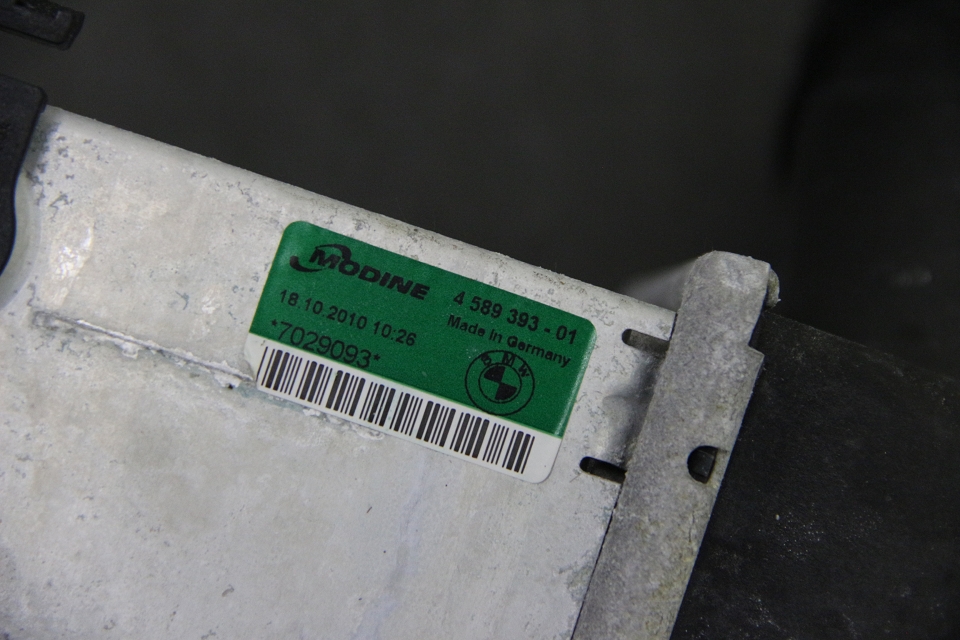 MODINE
4 589 393 - 01
Made in Germany
18.10.2010 10:26
*7029093*
BMW